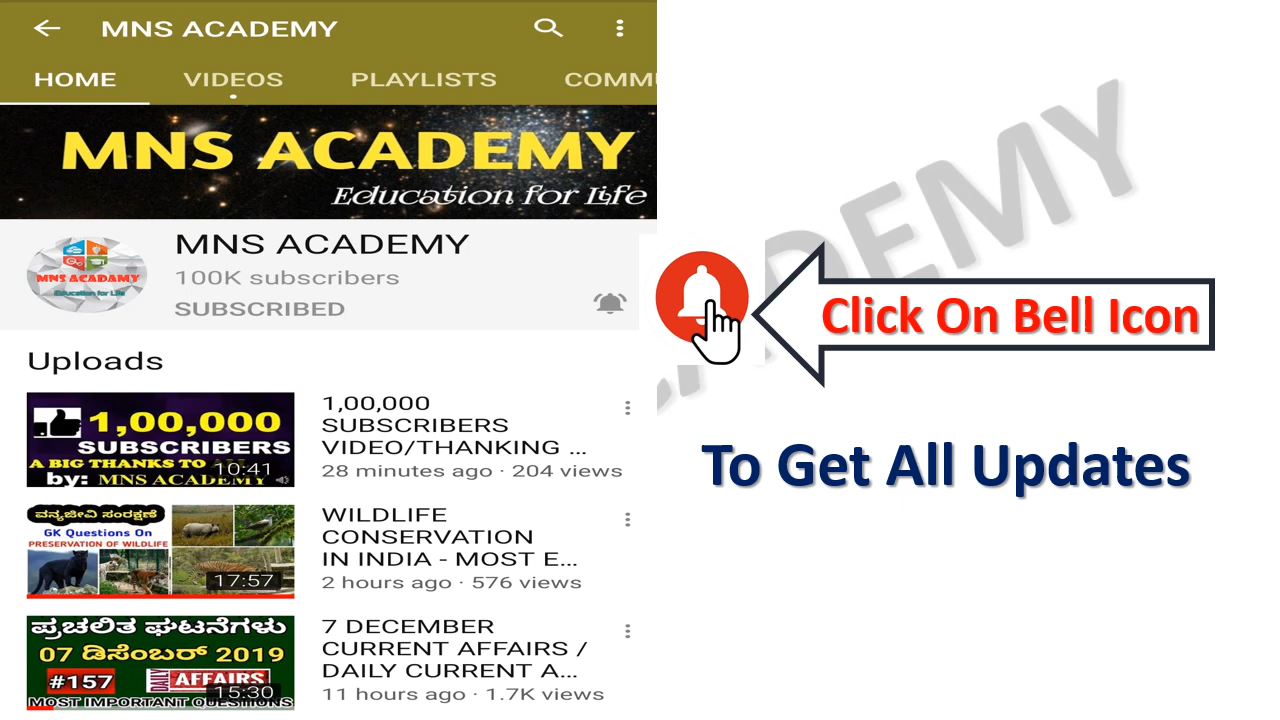 MNS ACADEMY
HOME VIDEOS PLAYLISTS COMMU
MNS ACADEMY
Education for Life
MNS ACADEMY
100K subscribers
SUBSCRIBED
MNS ACADAMY
Education for Life
Uploads
1,00,000
SUBSCRIBERS
A BIG THANKS TO
by: MNS ACADEMY
10:41
1,00,000
SUBSCRIBERS
VIDEO/THANKING ...
28 minutes ago · 204 views
ವನ್ಯಜೀವಿ ಸಂರಕ್ಷಣೆ
GK Questions On
PRESERVATION OF WILDLIFE
17:57
WILDLIFE
CONSERVATION
IN INDIA - MOST E...
2 hours ago · 576 views
ಪ್ರಚಲಿತ ಘಟನೆಗಳು
07 ಡಿಸೆಂಬರ್ 2019
#157 DAILY AFFAIRS
15:30
MOST IMPORTANT QUESTIONS
7 DECEMBER
CURRENT AFFAIRS /
DAILY CURRENT A...
11 hours ago · 1.7K views
ADEMY
Click On Bell Icon
To Get All Updates